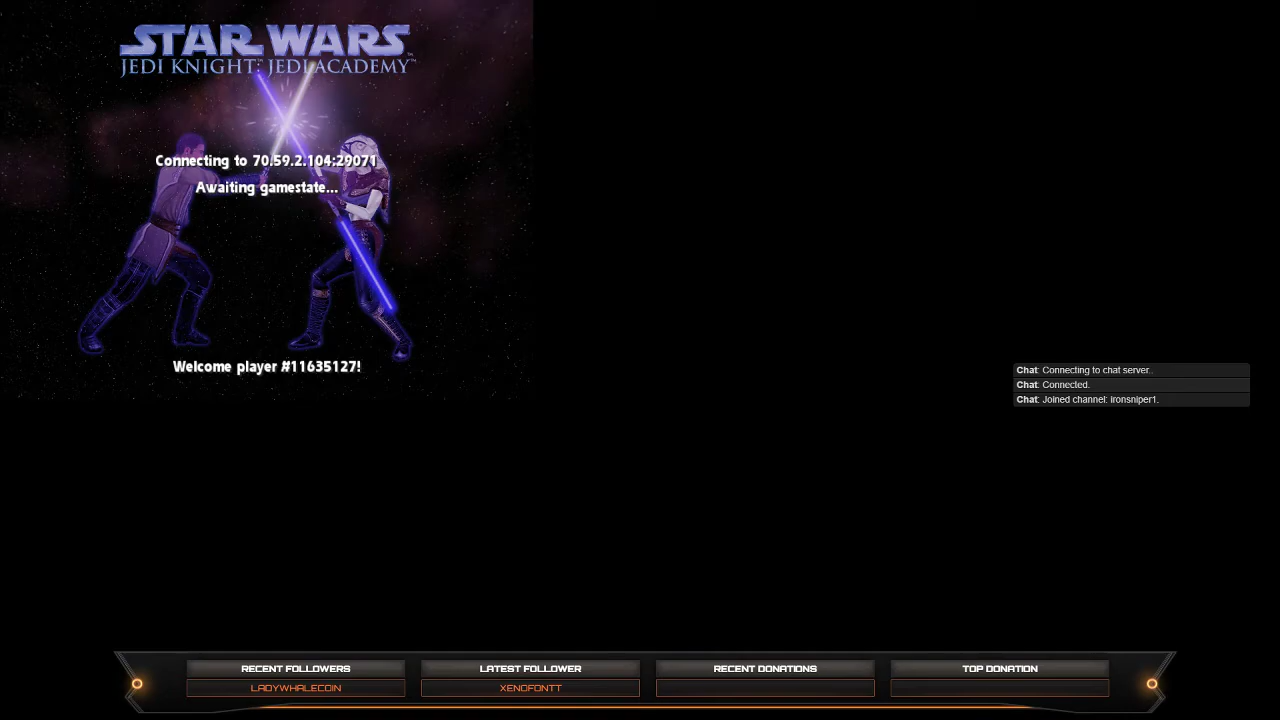 STAR WARS
JEDI KNIGHT: JEDI ACADEMY™
Connecting to 70.59.2.104:29071
Awaiting gamestate...
Welcome player #11635127!
Chat: Connecting to chat server..
Chat: Connected.
Chat: Joined channel: ironsniper1.
RECENT FOLLOWERS
LADYWHALECOIN
LATEST FOLLOWER
XENOFONTT
RECENT DONATIONS
TOP DONATION